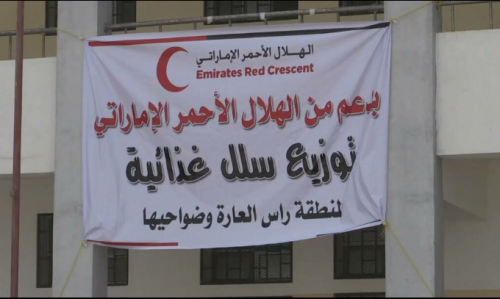 الهلال الأحمر الإماراتي
Emirates Red Crescent
بدعم من الهلال الأحمر الإماراتي
توزيع سلل غذائية
لمنطقة راس العارة وضواحيها